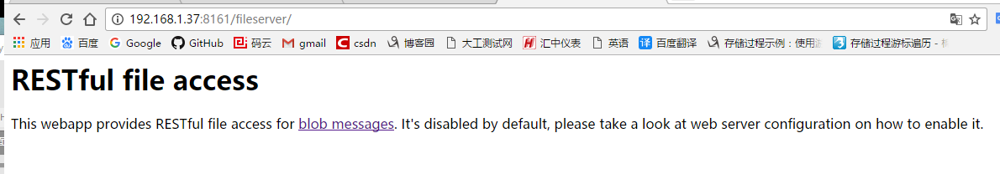 192.168.1.37:8161/fileserver/
应用 百度 Google GitHub 码云 gmail csdn 博客园 大工测试网 汇中仪表 英语 译 百度翻译 存储过程示例：使用 存储过程游标遍历 -
RESTful file access
This webapp provides RESTful file access for blob messages. It's disabled by default, please take a look at web server configuration on how to enable it.